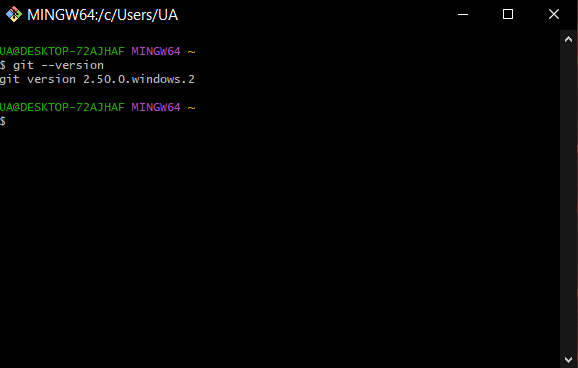 MINGW64:/c/Users/UA
UA@DESKTOP-72AJHAF MINGW64 ~
$ git --version
git version 2.50.0.windows.2
UA@DESKTOP-72AJHAF MINGW64 ~
$